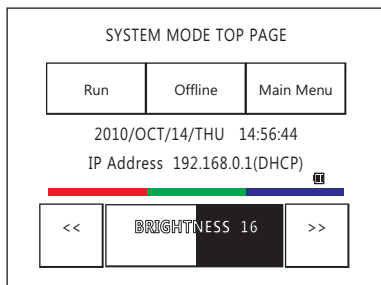 SYSTEM MODE TOP PAGE
Run Offline Main Menu
2010/OCT/14/THU 14:56:44
IP Address 192.168.0.1(DHCP)
<< BRIGHTNESS 16 >>